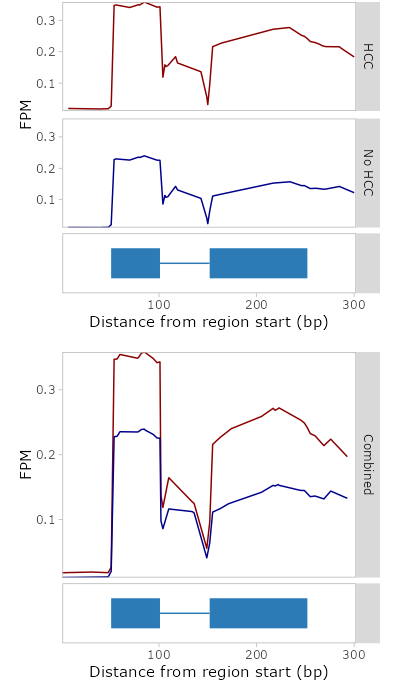 0.3
0.2
0.1
HCC
FPM
0.3
0.2
0.1
No HCC
100
200
300
Distance from region start (bp)
0.3
0.2
0.1
FPM
Combined
100
200
300
Distance from region start (bp)